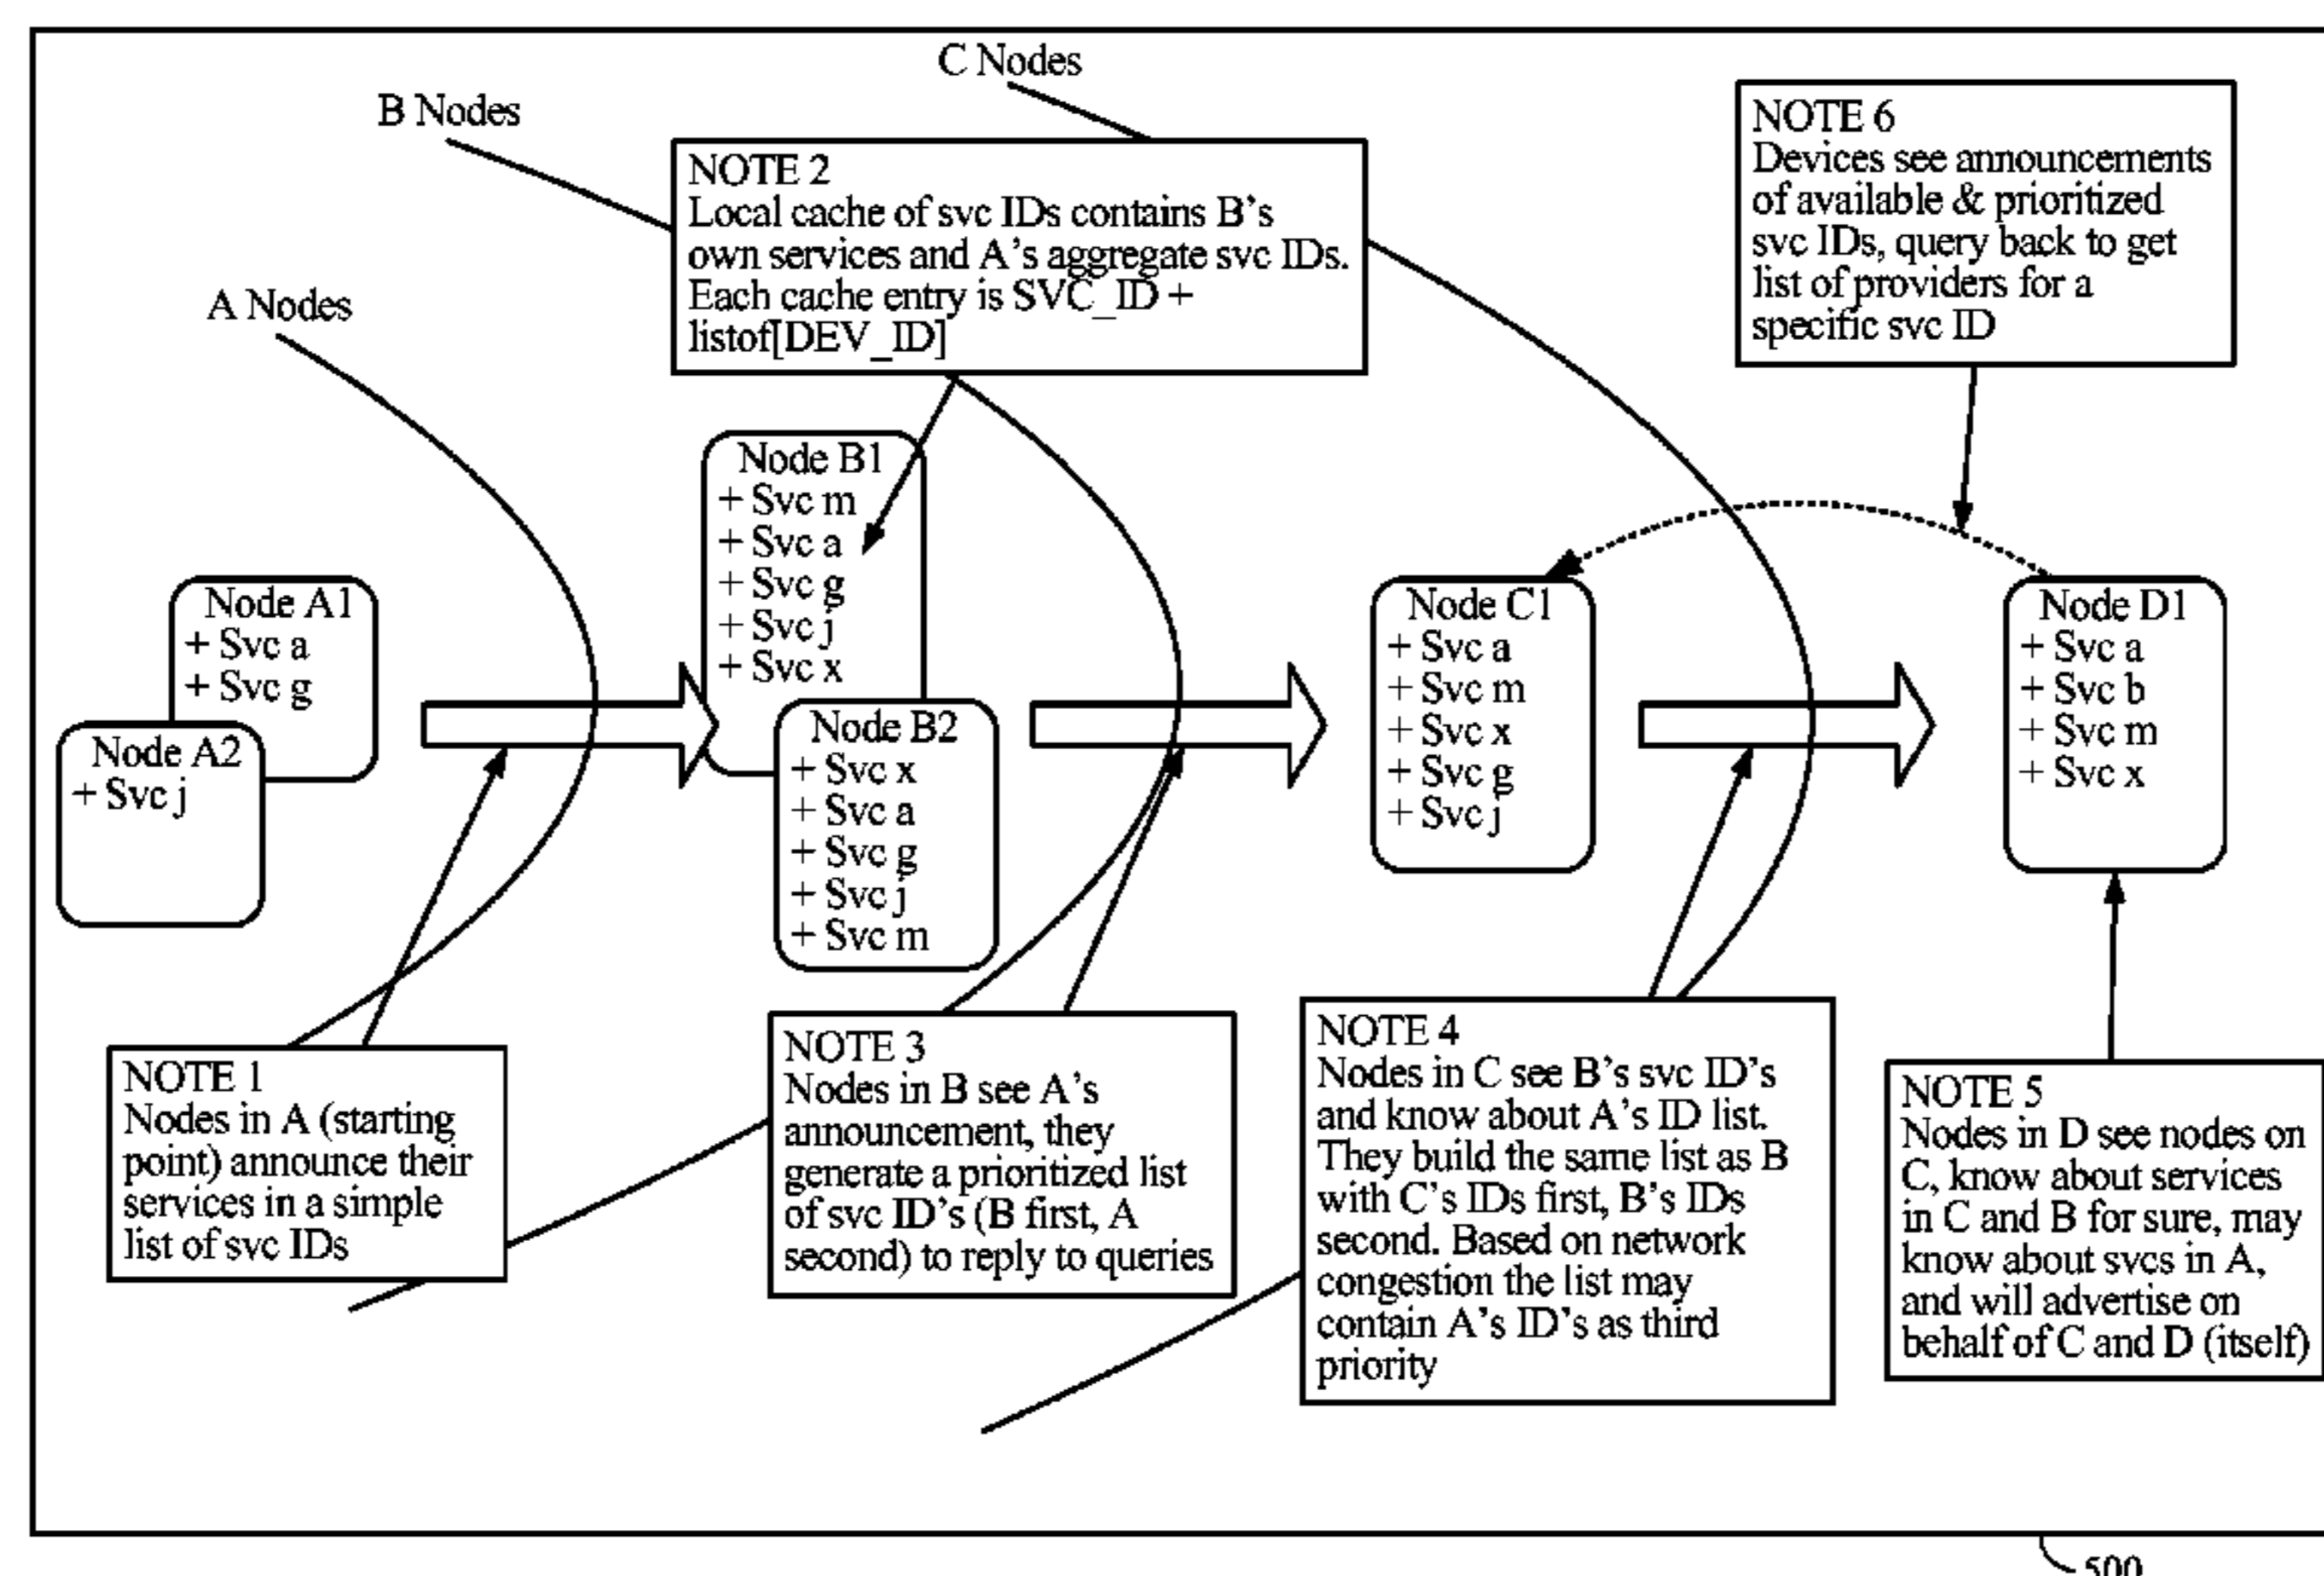 C Nodes
B Nodes
A Nodes
NOTE 2
Local cache of svc IDs contains B's
own services and A's aggregate svc IDs.
Each cache entry is SVC_ID +
listof[DEV_ID]
NOTE 6
Devices see announcements
of available & prioritized
svc IDs, query back to get
list of providers for a
specific svc ID
Node A1
+ Svc a
+ Svc g
Node A2
+ Svc j
Node B1
+ Svc m
+ Svc a
+ Svc g
+ Svc j
+ Svc x
Node B2
+ Svc x
+ Svc a
+ Svc g
+ Svc j
+ Svc m
Node C1
+ Svc a
+ Svc m
+ Svc x
+ Svc g
+ Svc j
Node D1
+ Svc a
+ Svc b
+ Svc m
+ Svc x
NOTE 1
Nodes in A (starting
point) announce their
services in a simple
list of svc IDs
NOTE 3
Nodes in B see A's
announcement, they
generate a prioritized list
of svc ID's (B first, A
second) to reply to queries
NOTE 4
Nodes in C see B's svc ID's
and know about A's ID list.
They build the same list as B
with C's IDs first, B's IDs
second. Based on network
congestion the list may
contain A's ID's as third
priority
NOTE 5
Nodes in D see nodes on
C, know about services
in C and B for sure, may
know about svcs in A,
and will advertise on
behalf of C and D (itself)
500